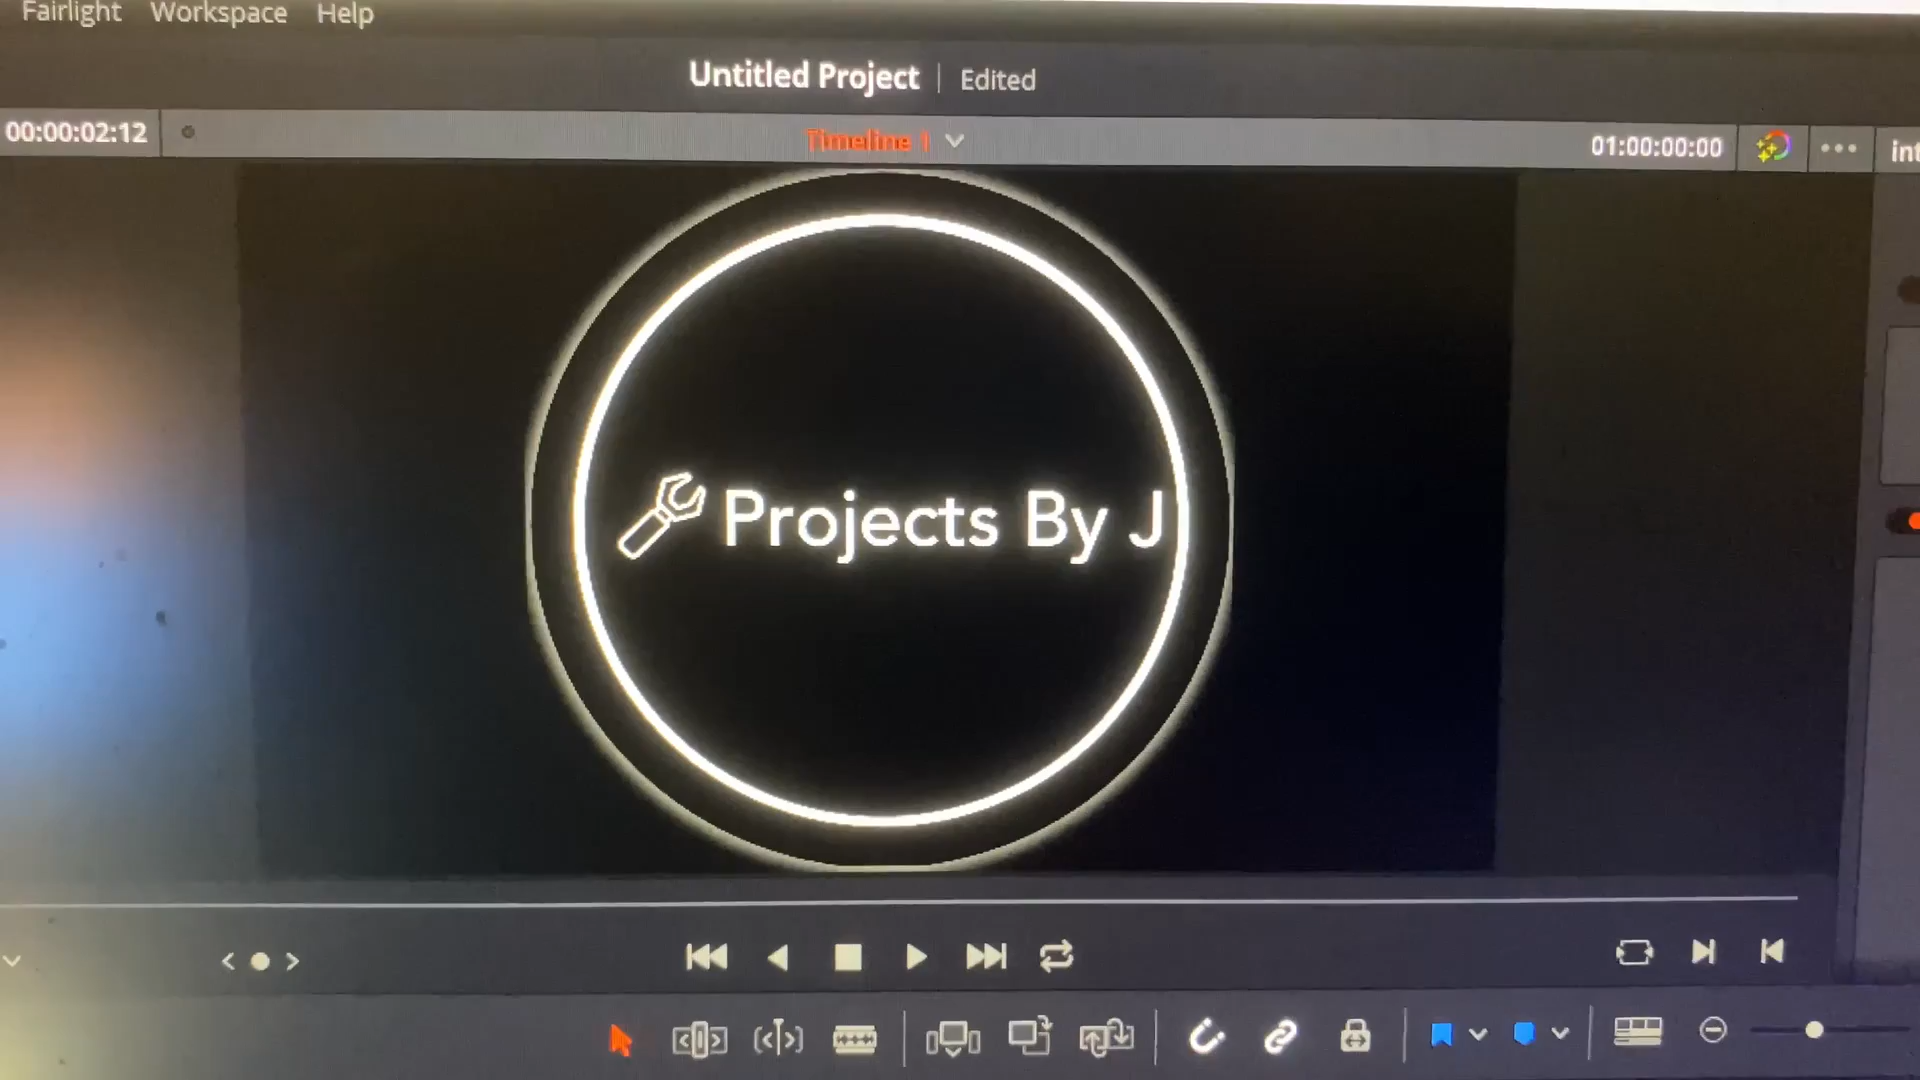 Fairlight Workspace Help
Untitled Project | Edited
00:00:02:12
Timeline 1
01:00:00:00
Projects By J